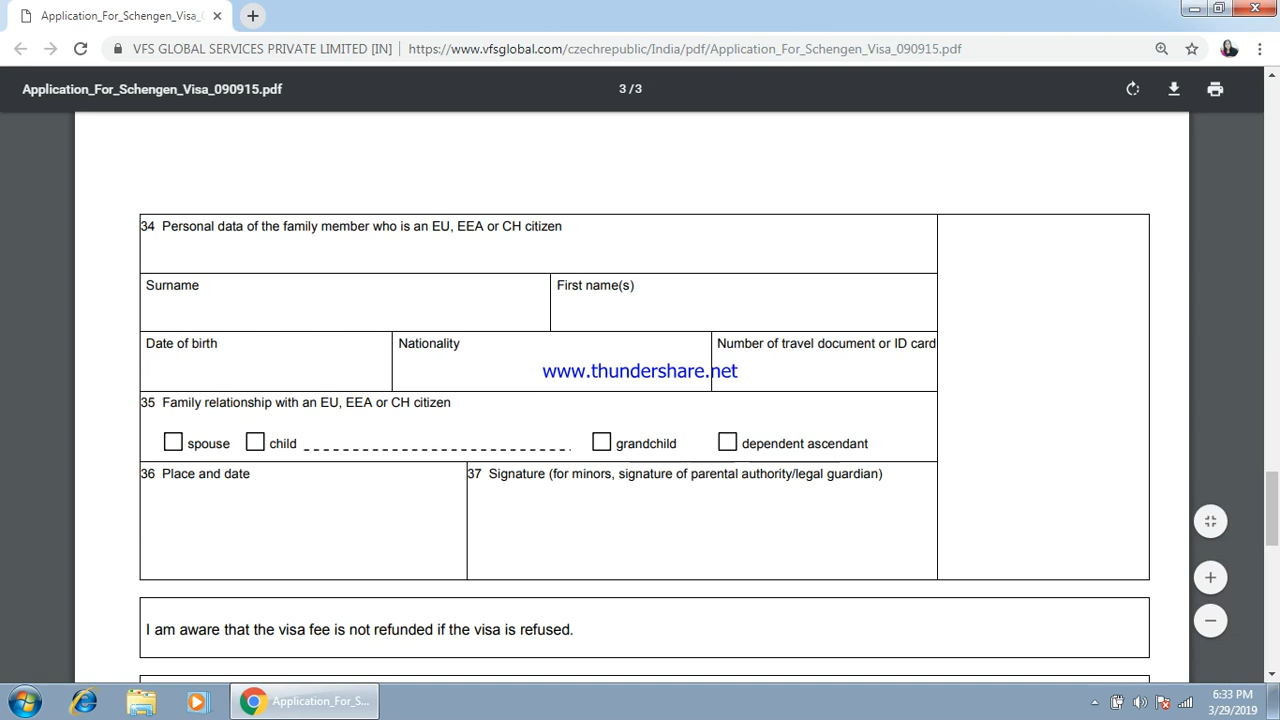 Application_For_Schengen_Visa_
VFS GLOBAL SERVICES PRIVATE LIMITED [IN] https://www.vfsglobal.com/czechrepublic/India/pdf/Application_For_Schengen_Visa_090915.pdf
Application_For_Schengen_Visa_090915.pdf 3 / 3
34 Personal data of the family member who is an EU, EEA or CH citizen
Surname First name(s)
Date of birth Nationality Number of travel document or ID card
www.thundershare.net
35 Family relationship with an EU, EEA or CH citizen
spouse child grandchild dependent ascendant
36 Place and date 37 Signature (for minors, signature of parental authority/legal guardian)
I am aware that the visa fee is not refunded if the visa is refused.
Application_For_S...
6:33 PM
3/29/2019